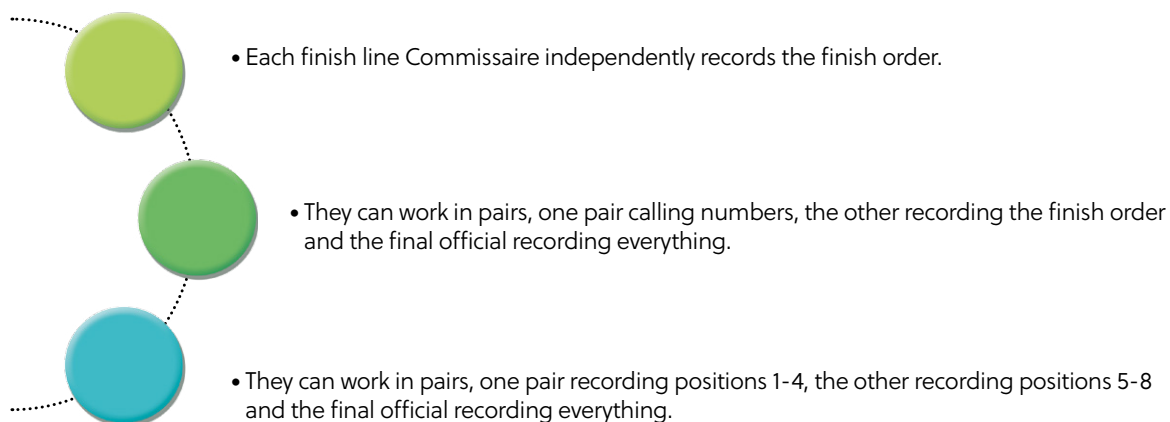 • Each finish line Commissaire independently records the finish order.
• They can work in pairs, one pair calling numbers, the other recording the finish order
and the final official recording everything.
• They can work in pairs, one pair recording positions 1-4, the other recording positions 5-8
and the final official recording everything.